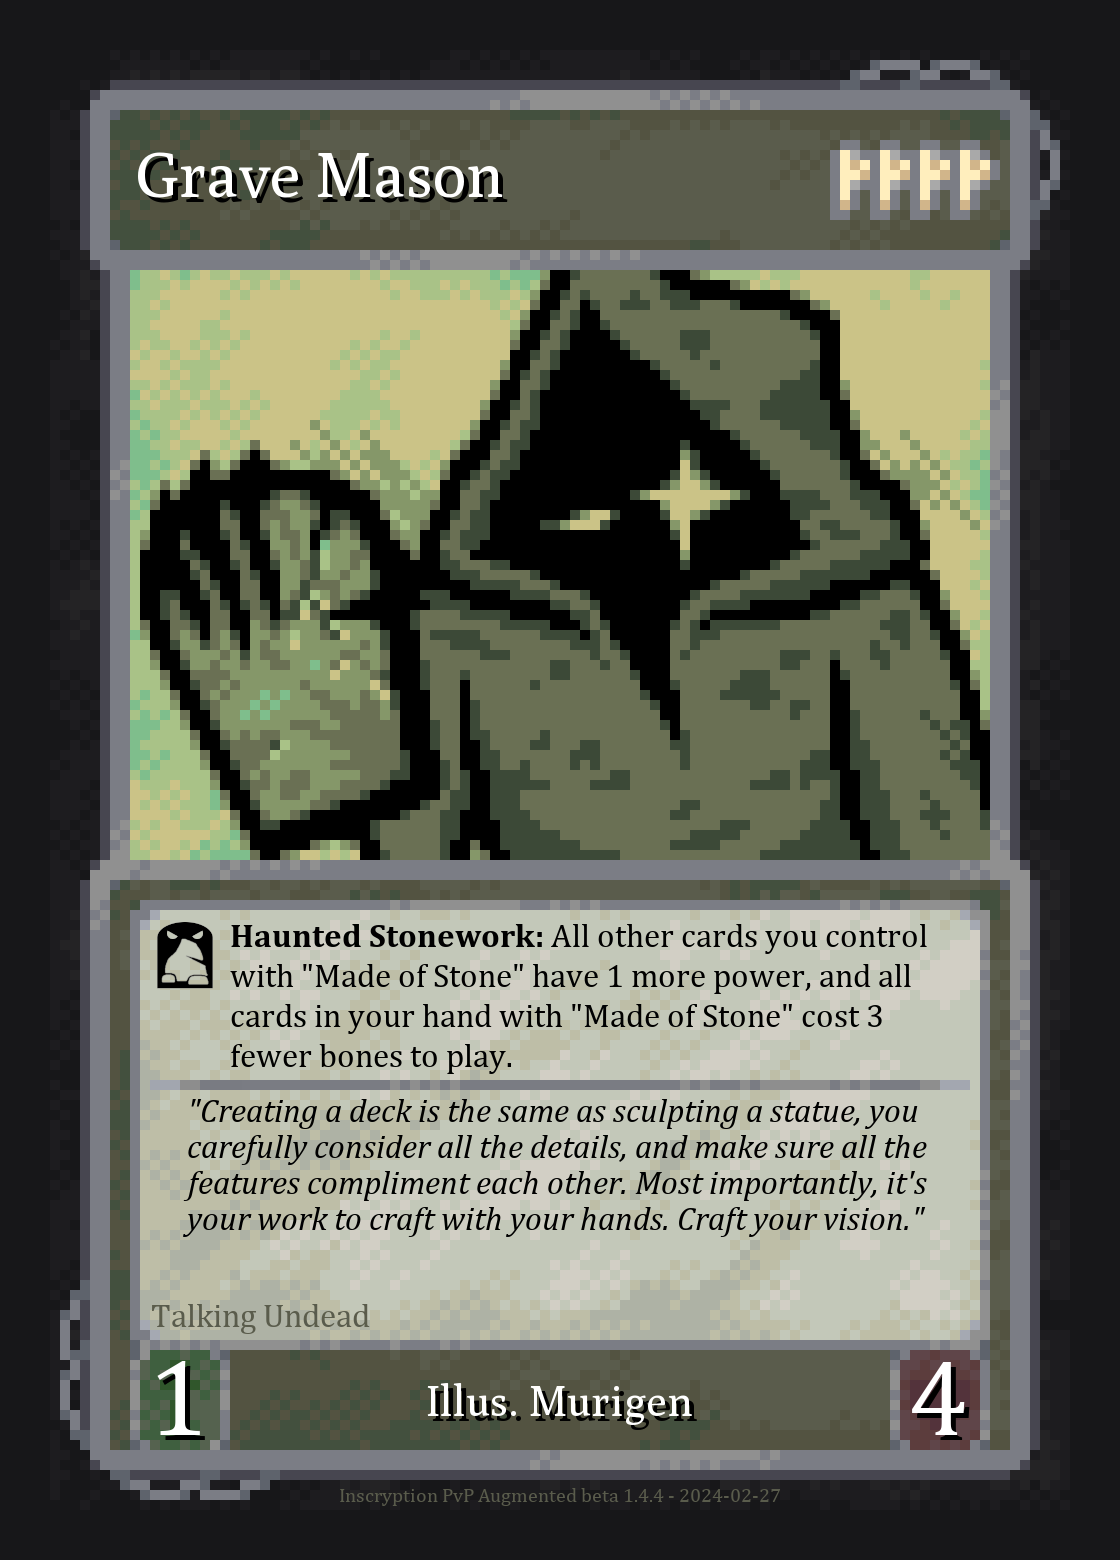 Grave Mason
Haunted Stonework: All other cards you control
with "Made of Stone" have 1 more power, and all
cards in your hand with "Made of Stone" cost 3
fewer bones to play.
"Creating a deck is the same as sculpting a statue, you
carefully consider all the details, and make sure all the
features compliment each other. Most importantly, it's
your work to craft with your hands. Craft your vision."
Talking Undead
1
Illus. Murigen
4
Inscryption PvP Augmented beta 1.4.4 - 2024-02-27